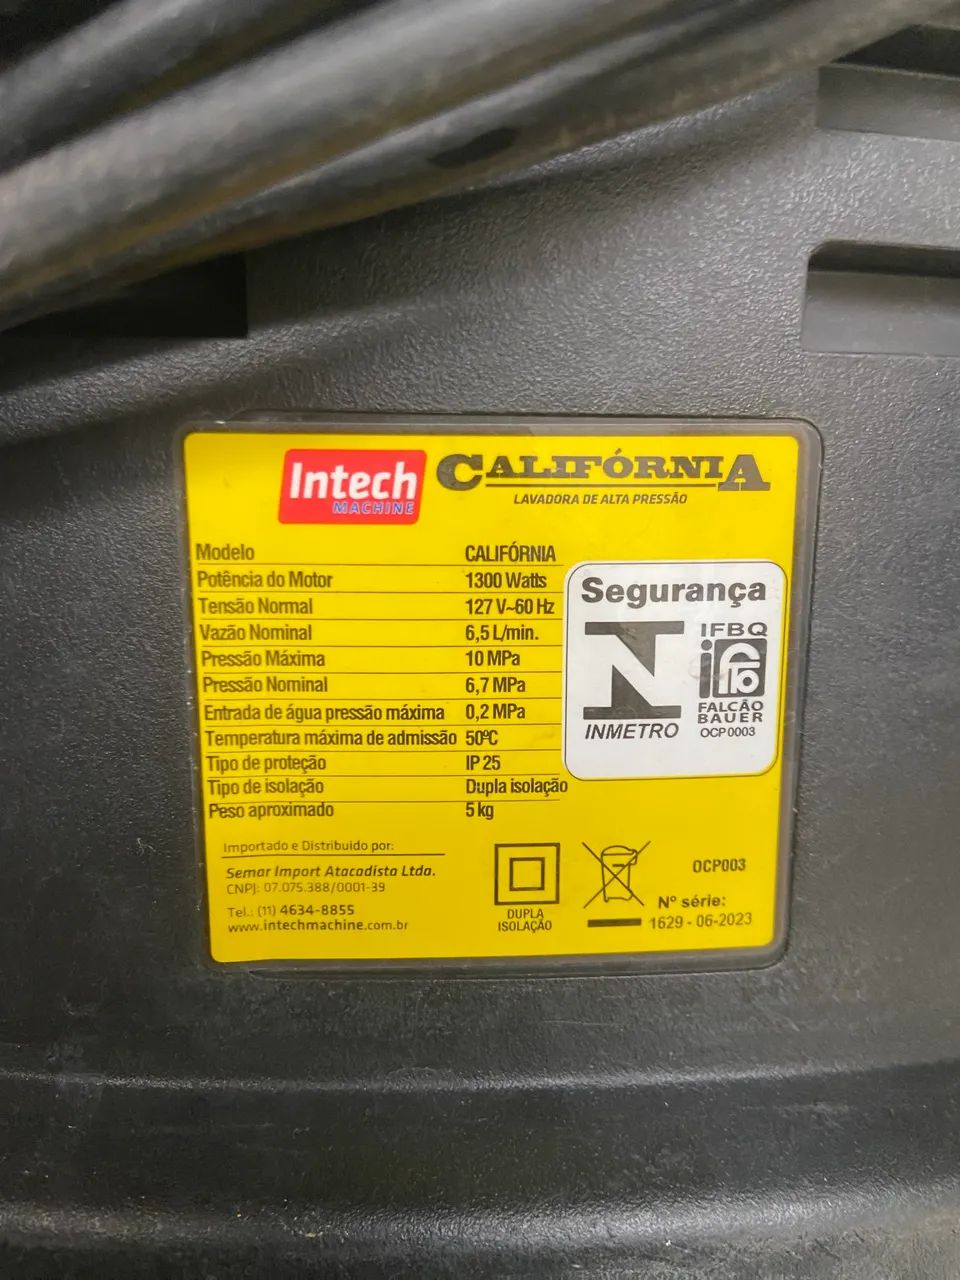 Intech
MACHINE
CALIFÓRNIA
LAVADORA DE ALTA PRESSÃO
Modelo CALIFÓRNIA
Potência do Motor 1300 Watts
Tensão Normal 127 V~60 Hz
Vazão Nominal 6,5 L/min.
Pressão Máxima 10 MPa
Pressão Nominal 6,7 MPa
Entrada de água pressão máxima 0,2 MPa
Temperatura máxima de admissão 50ºC
Tipo de proteção IP 25
Tipo de isolação Dupla isolação
Peso aproximado 5 kg
Segurança
INMETRO
IFBQ
FALCÃO
BAUER
OCP0003
Importado e Distribuido por:
Semar Import Atacadista Ltda.
CNPJ: 07.075.388/0001-39
Tel.: (11) 4634-8855
www.intechmachine.com.br
DUPLA
ISOLAÇÃO
OCP003
Nº série:
1629 - 06-2023